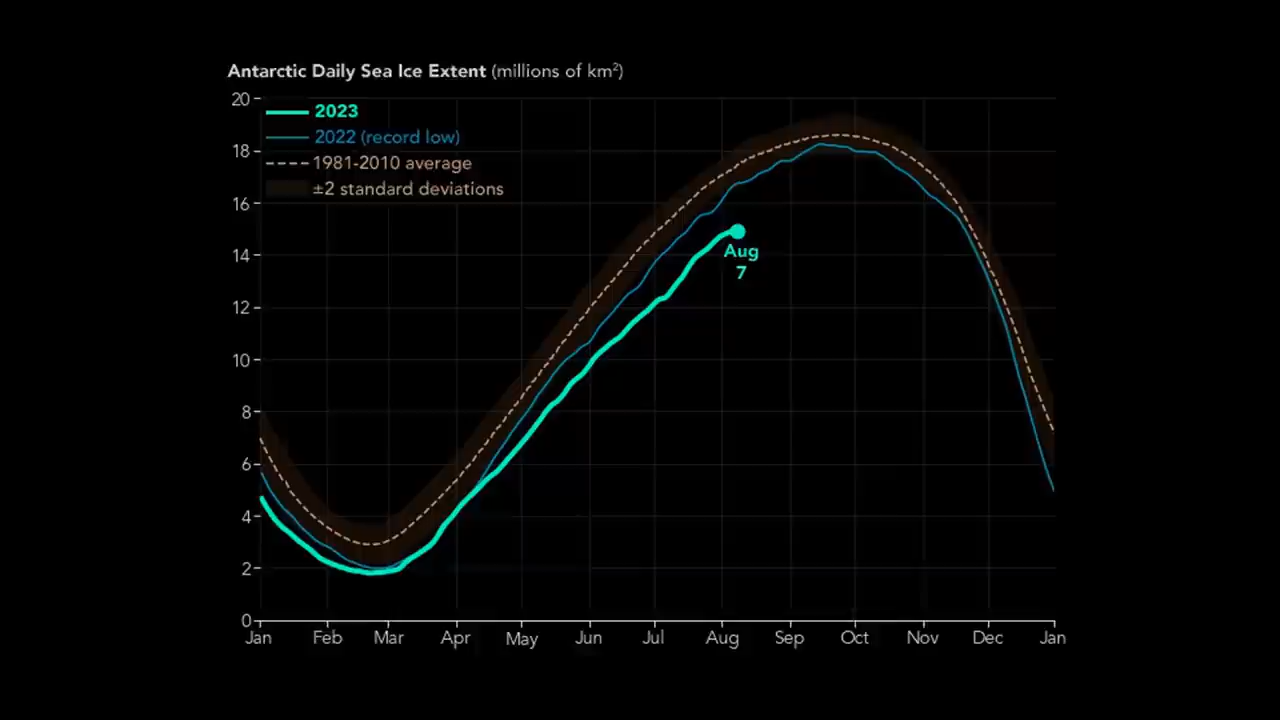 Antarctic Daily Sea Ice Extent (millions of km²)
20
2023
2022 (record low)
18
1981-2010 average
±2 standard deviations
16
14
Aug
7
12
10
8
6
4
2
0
Jan Feb Mar Apr May Jun Jul Aug Sep Oct Nov Dec Jan